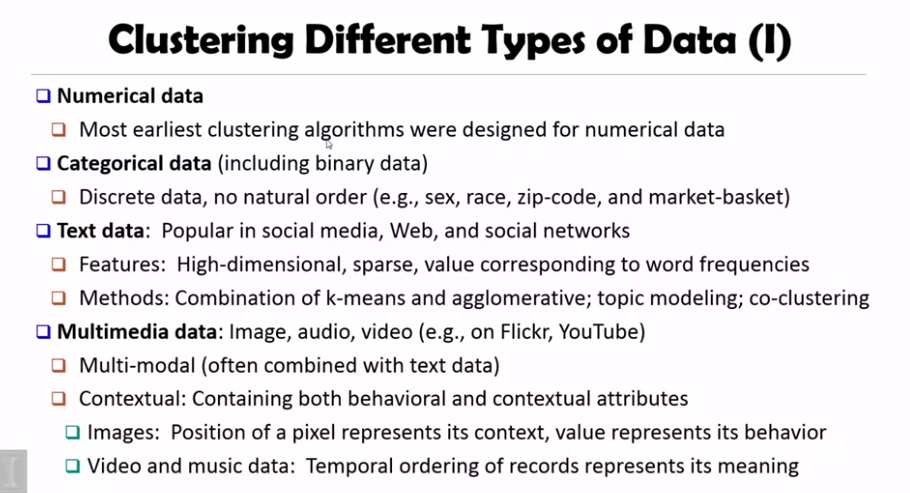 Clustering Different Types of Data (I)
Numerical data
Most earliest clustering algorithms were designed for numerical data
Categorical data (including binary data)
Discrete data, no natural order (e.g., sex, race, zip-code, and market-basket)
Text data: Popular in social media, Web, and social networks
Features: High-dimensional, sparse, value corresponding to word frequencies
Methods: Combination of k-means and agglomerative; topic modeling; co-clustering
Multimedia data: Image, audio, video (e.g., on Flickr, YouTube)
Multi-modal (often combined with text data)
Contextual: Containing both behavioral and contextual attributes
Images: Position of a pixel represents its context, value represents its behavior
Video and music data: Temporal ordering of records represents its meaning
I